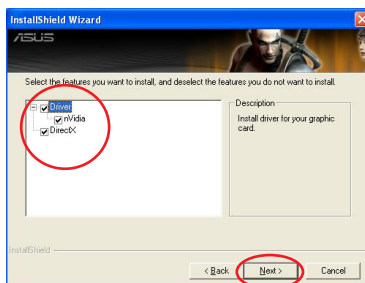 InstallShield Wizard
ASUS
Select the features you want to install, and deselect the features you do not want to install.
Driver
nVidia
DirectX
Description
Install driver for your graphic
card.
InstallShield
< Back
Next >
Cancel